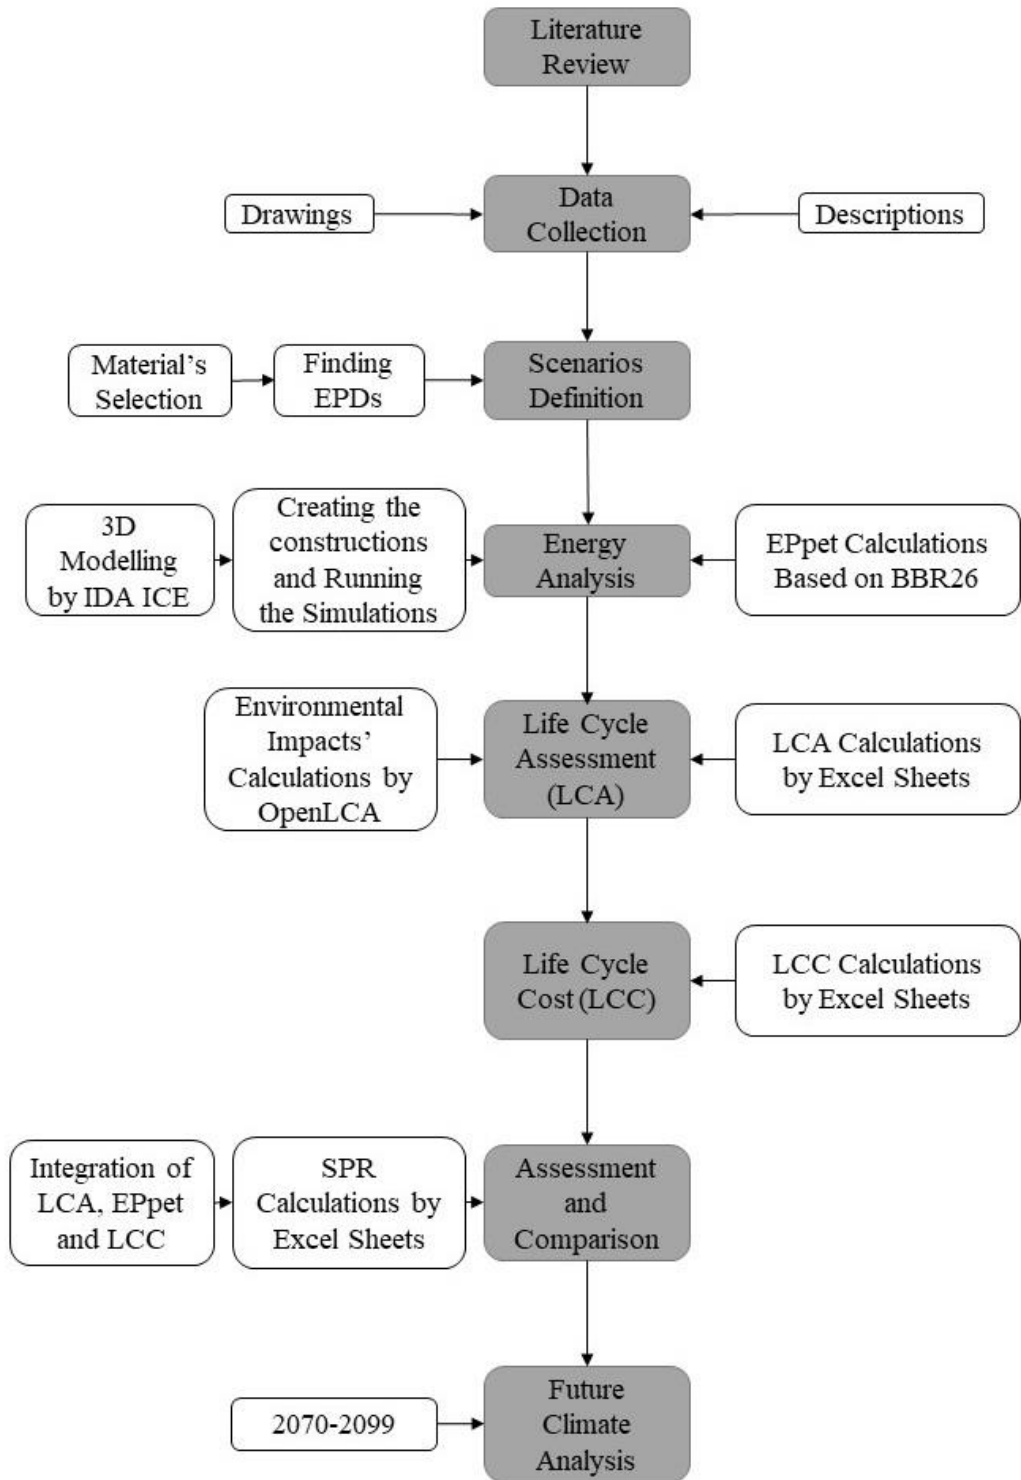 Literature
Review
Drawings
Data
Collection
Descriptions
Material’s
Selection
Finding
EPDs
Scenarios
Definition
3D
Modelling
by IDA ICE
Creating the
constructions
and Running
the Simulations
Energy
Analysis
EPpet Calculations
Based on BBR26
Environmental
Impacts’
Calculations by
OpenLCA
Life Cycle
Assessment
(LCA)
LCA Calculations
by Excel Sheets
Life Cycle
Cost (LCC)
LCC Calculations
by Excel Sheets
Integration of
LCA, EPpet
and LCC
SPR
Calculations by
Excel Sheets
Assessment
and
Comparison
2070-2099
Future
Climate
Analysis